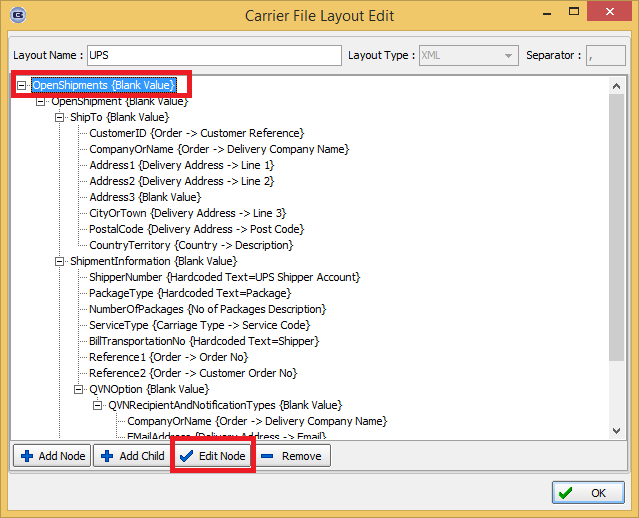 Carrier File Layout Edit
Layout Name : UPS Layout Type : XML Separator : ,
OpenShipments {Blank Value}
OpenShipment {Blank Value}
ShipTo {Blank Value}
CustomerID {Order -> Customer Reference}
CompanyOrName {Order -> Delivery Company Name}
Address1 {Delivery Address -> Line 1}
Address2 {Delivery Address -> Line 2}
Address3 {Blank Value}
CityOrTown {Delivery Address -> Line 3}
PostalCode {Delivery Address -> Post Code}
CountryTerritory {Country -> Description}
ShipmentInformation {Blank Value}
ShipperNumber {Hardcoded Text=UPS Shipper Account}
PackageType {Hardcoded Text=Package}
NumberOfPackages {No of Packages Description}
ServiceType {Carriage Type -> Service Code}
BillTransportationNo {Hardcoded Text=Shipper}
Reference1 {Order -> Order No}
Reference2 {Order -> Customer Order No}
QVNOption {Blank Value}
QVNRecipientAndNotificationTypes {Blank Value}
CompanyOrName {Order -> Delivery Company Name}
EMailAddress {Delivery Address -> Email}
Add Node Add Child Edit Node Remove
OK